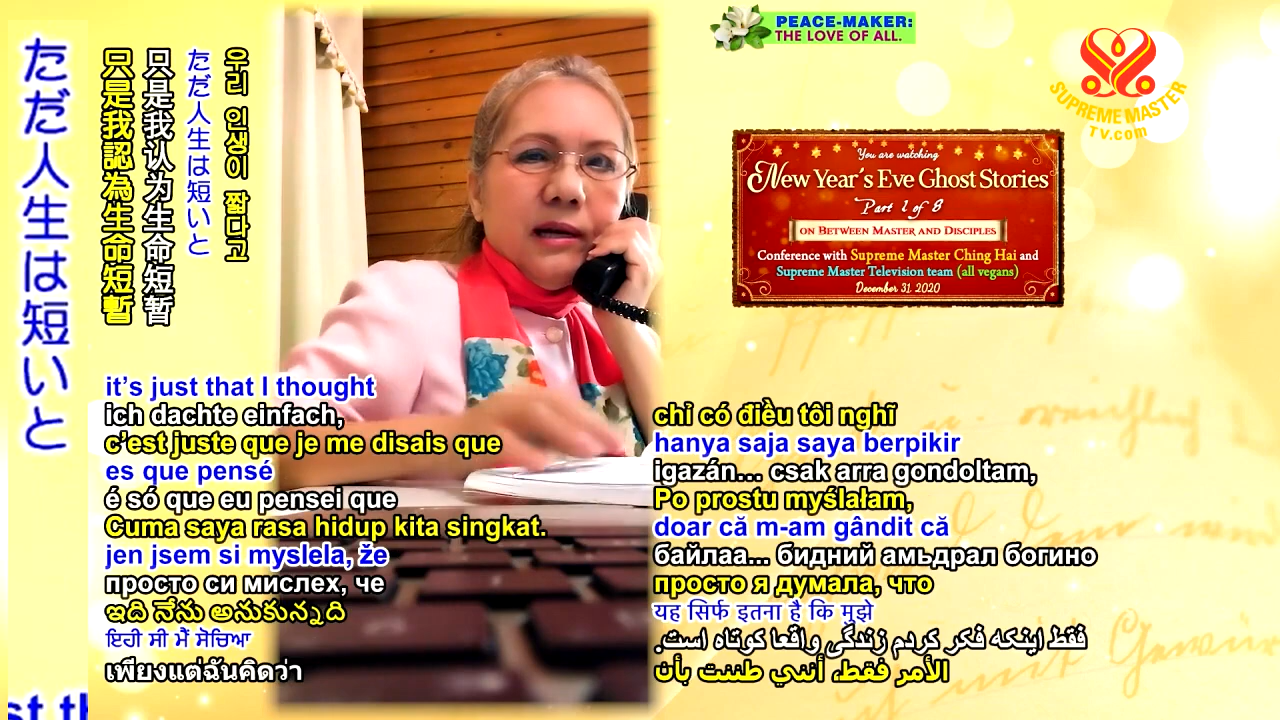 ただ人生は短いと
只是我認為生命短暫
只是我认为生命短暂
ただ人生は短いと
우리 인생이 짧다고
PEACE-MAKER:
THE LOVE OF ALL.
SUPREME MASTER
TV.com
You are watching
New Year's Eve Ghost Stories
Part 1 of 8
ON BETWEEN MASTER AND DISCIPLES
Conference with Supreme Master Ching Hai and
Supreme Master Television team (all vegans)
December 31, 2020
it's just that I thought
ich dachte einfach,
c'est juste que je me disais que
es que pensé
é só que eu pensei que
Cuma saya rasa hidup kita singkat.
jen jsem si myslela, že
просто си мислех, че
ఇది నేను అనుకున్నది
ਇਹੀ ਸੀ ਮੈਂ ਸੋਚਿਆ
เพียงแต่ฉันคิดว่า
chỉ có điều tôi nghĩ
hanya saja saya berpikir
igazán... csak arra gondoltam,
Po prostu myślałam,
doar că m-am gândit că
байлаа... бидний амьдрал богино
просто я думала, что
यह सिर्फ इतना है कि मुझे
فقط اینکه فکر کردم زندگی واقعا کوتاه است.
الأمر فقط، أنني ظننت بأن
st th